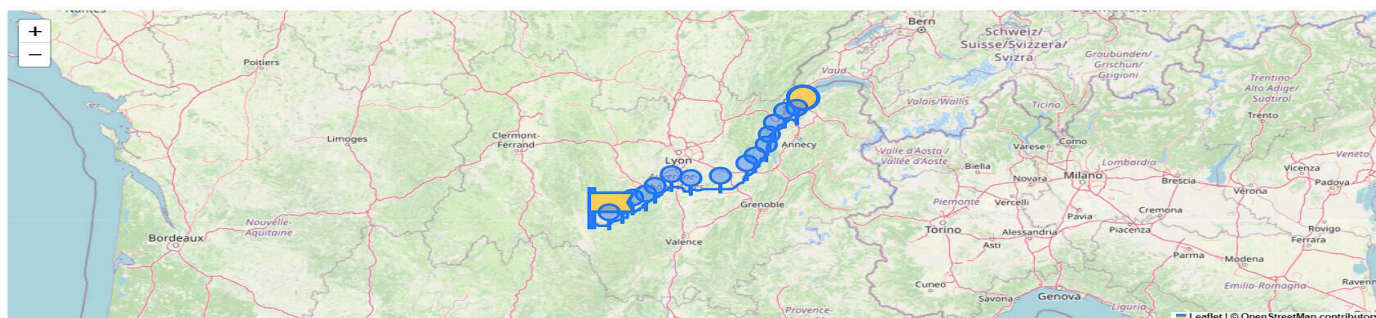 Nantes
+
−
Poitiers
Limoges
Clermont-
Ferrand
Lyon
Annecy
Grenoble
Valence
Bordeaux
Nouvelle-
Aquitaine
Bern
Vaud
Schweiz/
Suisse/Svizzera/
Svizra
Graubünden/
Grischun/
Grigioni
Valais/Wallis
Ticino
Trentino-
Alto Adige/
Südtirol
Trento
Valle d'Aosta /
Vallée d'Aoste
Biella
Varese
Como
Lombardia
Novara
Milano
Brescia
Vicenza
Veneto
Verona
Padova
Piemonte
Vercelli
Pavia
Cremona
Torino
Asti
Alessandria
Piacenza
Rovigo
Ferrara
Parma
Modena
Emilia-Romagna
Raven
Cuneo
Savona
Genova
Liguria
Provence-
Leaflet | © OpenStreetMap contributors